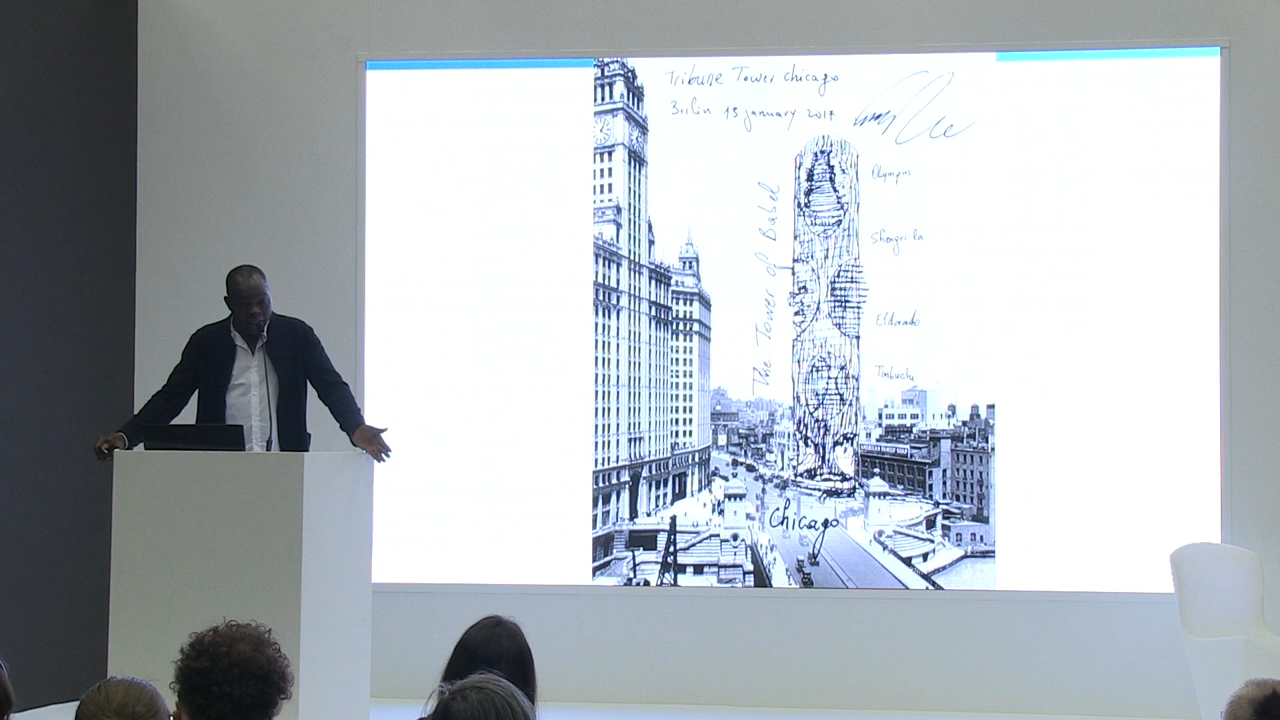 Tribune Tower Chicago
Berlin 13 january 2017
The Tower of Babel
Olympus
Shangri la
Eldorado
Timbuctu
Chicago